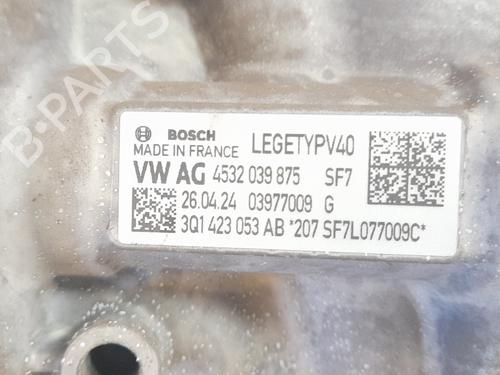 B-PARTS
BOSCH LEGETYPV40
MADE IN FRANCE
VW AG 4532 039 875 SF7
26.04.24 03977009 G
3Q1 423 053 AB *207 SF7L077009C*